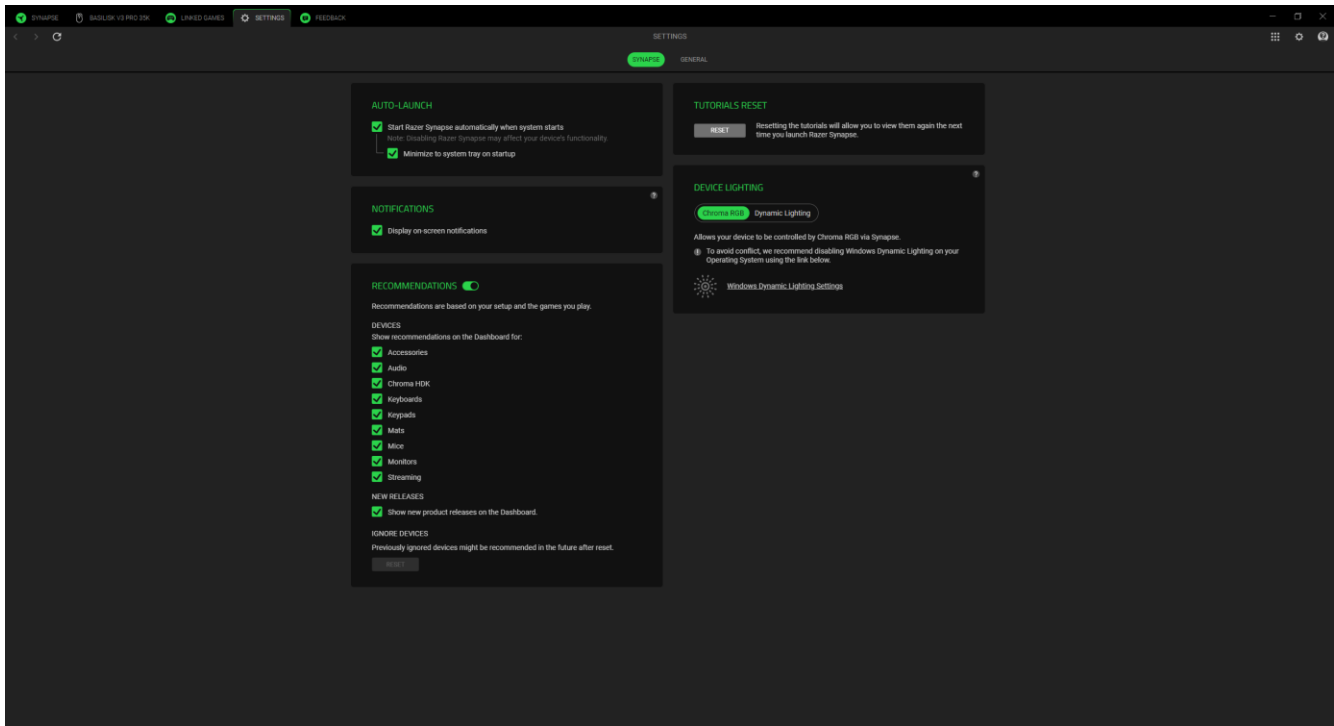 SYNAPSE
BASILISK V3 PRO 35K
LINKED GAMES
SETTINGS
FEEDBACK
SETTINGS
SYNAPSE
GENERAL
AUTO-LAUNCH
Start Razer Synapse automatically when system starts
Note: Disabling Razer Synapse may affect your device's functionality.
Minimize to system tray on startup
NOTIFICATIONS
Display on-screen notifications
RECOMMENDATIONS
Recommendations are based on your setup and the games you play.
DEVICES
Show recommendations on the Dashboard for:
Accessories
Audio
Chroma HDK
Keyboards
Keypads
Mats
Mice
Monitors
Streaming
NEW RELEASES
Show new product releases on the Dashboard.
IGNORE DEVICES
Previously ignored devices might be recommended in the future after reset.
RESET
TUTORIALS RESET
RESET
Resetting the tutorials will allow you to view them again the next
time you launch Razer Synapse.
DEVICE LIGHTING
Chroma RGB
Dynamic Lighting
Allows your device to be controlled by Chroma RGB via Synapse.
To avoid conflict, we recommend disabling Windows Dynamic Lighting on your
Operating System using the link below.
Windows Dynamic Lighting Settings